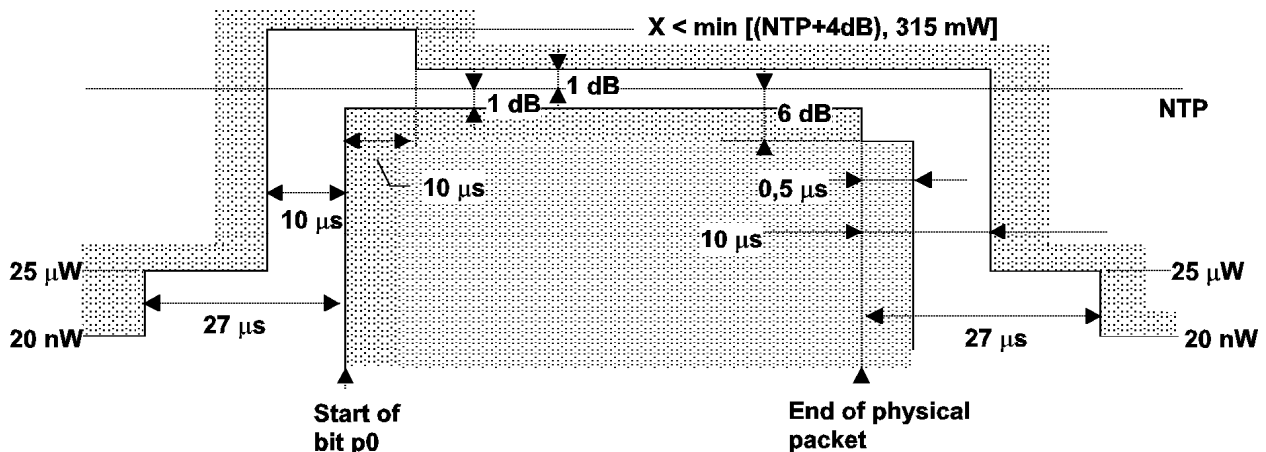 X < min [(NTP+4dB), 315 mW]
1 dB
1 dB
6 dB
NTP
10 μs
0,5 μs
10 μs
10 μs
25 μW
25 μW
27 μs
27 μs
20 nW
20 nW
Start of
bit p0
End of physical
packet